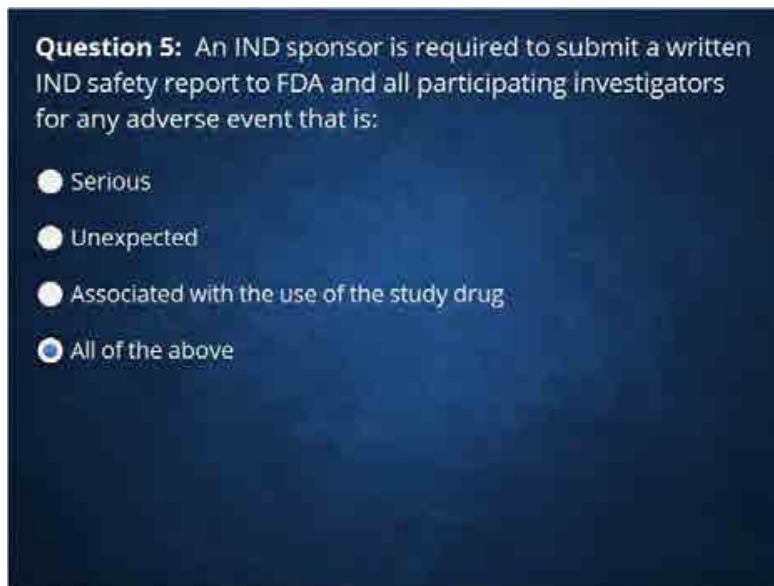 Question 5: An IND sponsor is required to submit a written
IND safety report to FDA and all participating investigators
for any adverse event that is:
Serious
Unexpected
Associated with the use of the study drug
All of the above